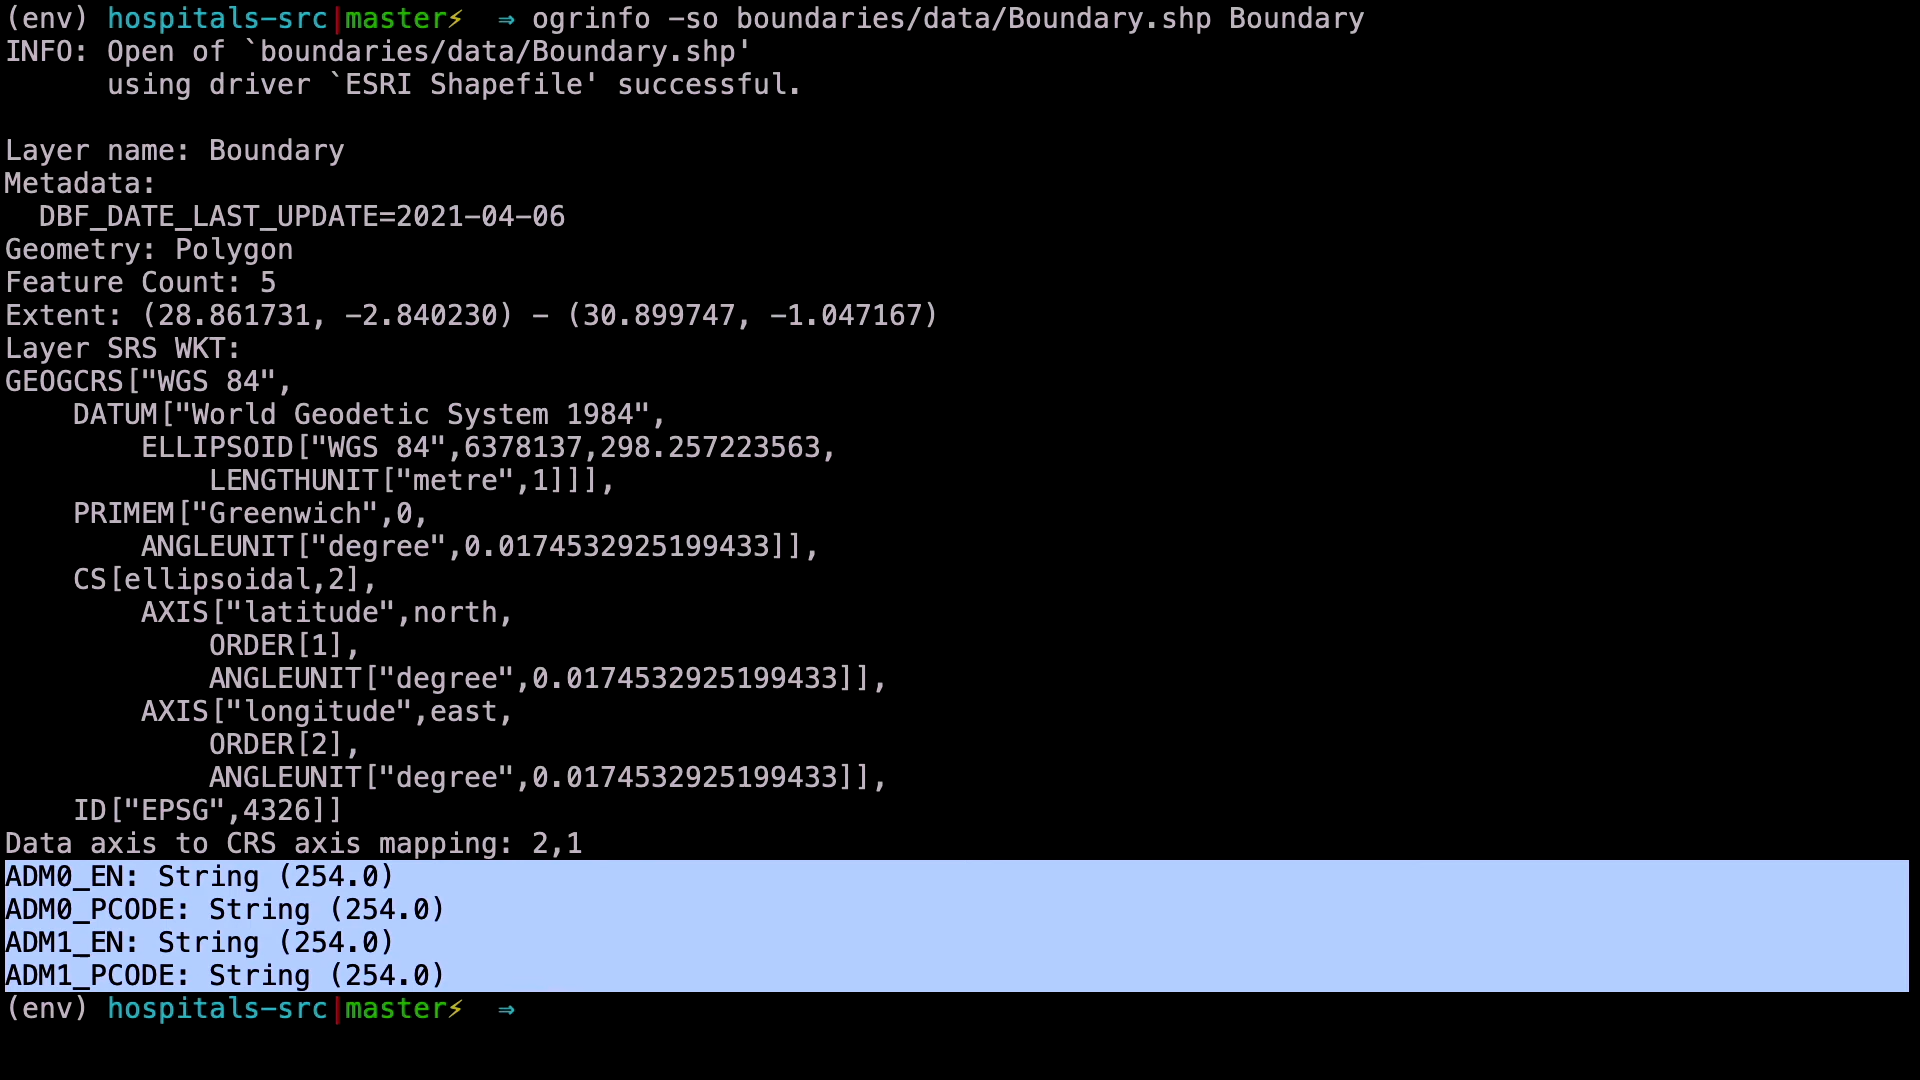 (env) hospitals-src|master⚡ ⇒ ogrinfo -so boundaries/data/Boundary.shp Boundary
INFO: Open of `boundaries/data/Boundary.shp'
      using driver `ESRI Shapefile' successful.

Layer name: Boundary
Metadata:
  DBF_DATE_LAST_UPDATE=2021-04-06
Geometry: Polygon
Feature Count: 5
Extent: (28.861731, -2.840230) - (30.899747, -1.047167)
Layer SRS WKT:
GEOGCRS["WGS 84",
    DATUM["World Geodetic System 1984",
        ELLIPSOID["WGS 84",6378137,298.257223563,
            LENGTHUNIT["metre",1]]],
    PRIMEM["Greenwich",0,
        ANGLEUNIT["degree",0.0174532925199433]],
    CS[ellipsoidal,2],
        AXIS["latitude",north,
            ORDER[1],
            ANGLEUNIT["degree",0.0174532925199433]],
        AXIS["longitude",east,
            ORDER[2],
            ANGLEUNIT["degree",0.0174532925199433]],
    ID["EPSG",4326]]
Data axis to CRS axis mapping: 2,1
ADM0_EN: String (254.0)
ADM0_PCODE: String (254.0)
ADM1_EN: String (254.0)
ADM1_PCODE: String (254.0)
(env) hospitals-src|master⚡ ⇒